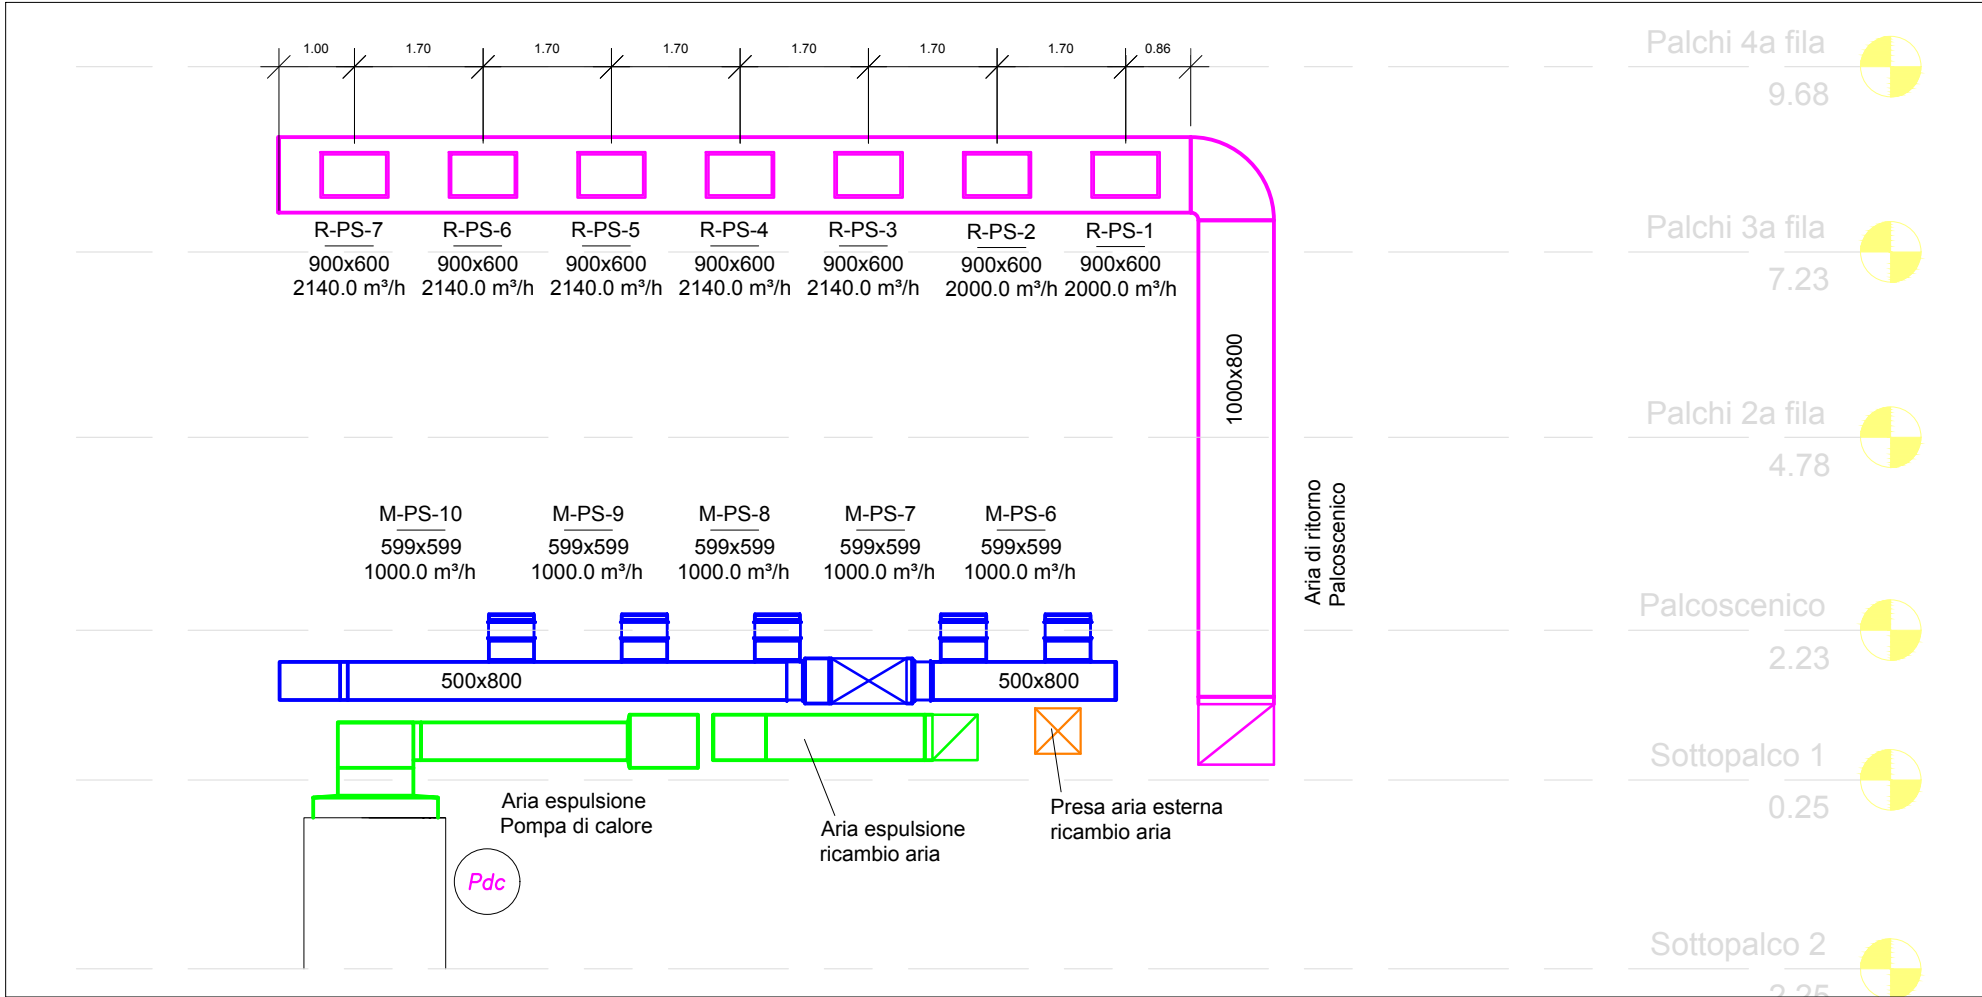 1.00 1.70 1.70 1.70 1.70 1.70 1.70 0.86
Palchi 4a fila
9.68
R-PS-7
900x600
2140.0 m³/h
R-PS-6
900x600
2140.0 m³/h
R-PS-5
900x600
2140.0 m³/h
R-PS-4
900x600
2140.0 m³/h
R-PS-3
900x600
2140.0 m³/h
R-PS-2
900x600
2000.0 m³/h
R-PS-1
900x600
2000.0 m³/h
Palchi 3a fila
7.23
1000x800
Palchi 2a fila
4.78
Aria di ritorno
Palcoscenico
M-PS-10
599x599
1000.0 m³/h
M-PS-9
599x599
1000.0 m³/h
M-PS-8
599x599
1000.0 m³/h
M-PS-7
599x599
1000.0 m³/h
M-PS-6
599x599
1000.0 m³/h
Palcoscenico
2.23
500x800
500x800
Sottopalco 1
0.25
Aria espulsione
Pompa di calore
Aria espulsione
ricambio aria
Presa aria esterna
ricambio aria
Pdc
Sottopalco 2